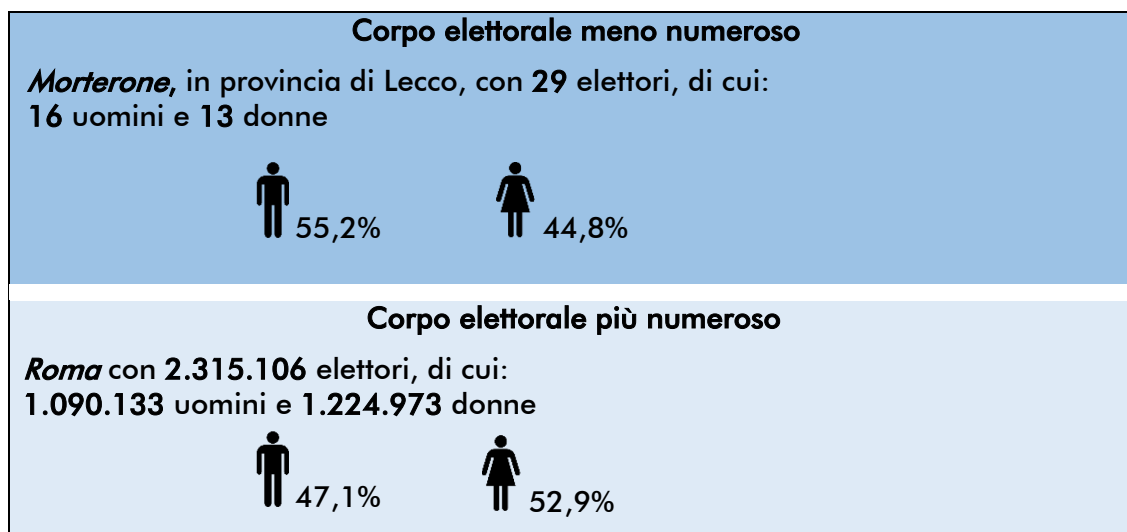 Corpo elettorale meno numeroso
Morterone, in provincia di Lecco, con 29 elettori, di cui:
16 uomini e 13 donne
55,2% 44,8%
Corpo elettorale più numeroso
Roma con 2.315.106 elettori, di cui:
1.090.133 uomini e 1.224.973 donne
47,1% 52,9%